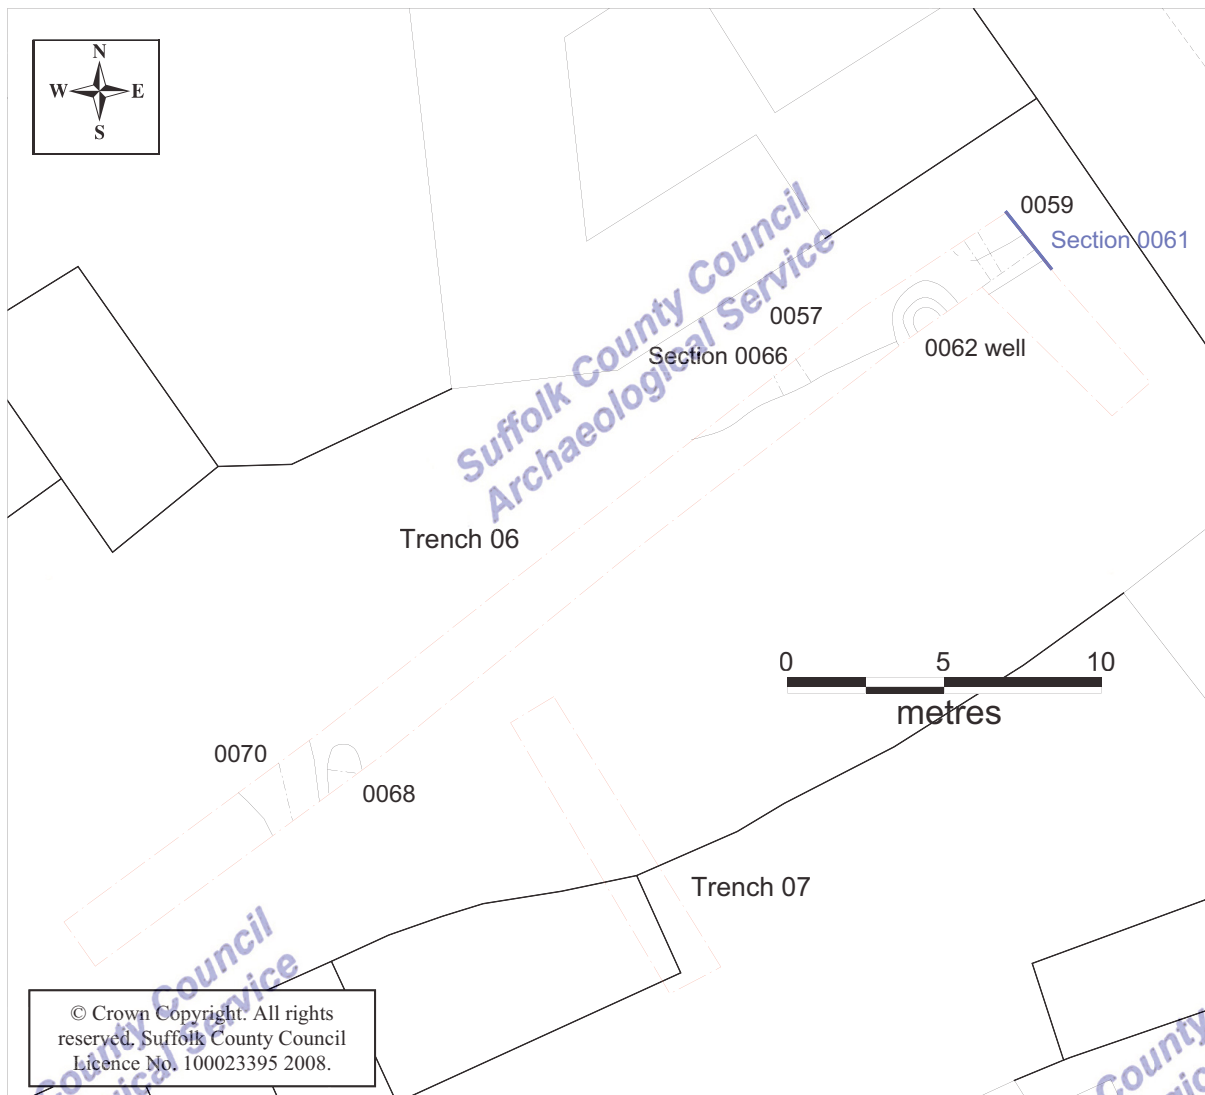 N
W E
S
0059
Section 0061
Suffolk County Council
Archaeological Service
0057
Section 0066
0062 well
Trench 06
0 5 10
metres
0070
0068
Trench 07
County Council
Service
© Crown Copyright. All rights
reserved. Suffolk County Council
Licence No. 100023395 2008.
County